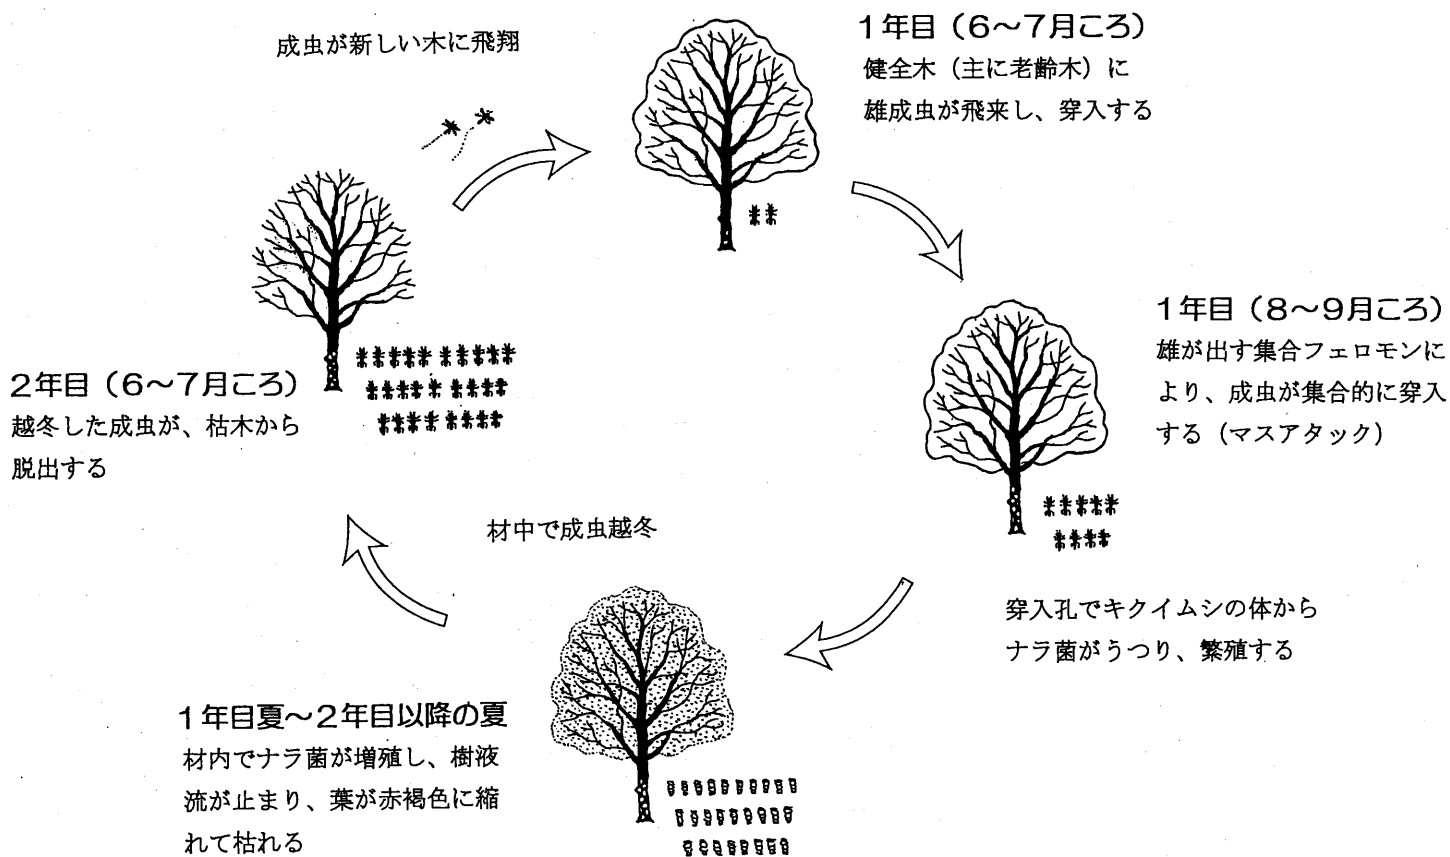 成虫が新しい木に飛翔
1年目（6～7月ころ）
健全木（主に老齢木）に
雄成虫が飛来し、穿入する
1年目（8～9月ころ）
雄が出す集合フェロモンに
より、成虫が集合的に穿入
する（マスアタック）
穿入孔でキクイムシの体から
ナラ菌がうつり、繁殖する
1年目夏～2年目以降の夏
材内でナラ菌が増殖し、樹液
流が止まり、葉が赤褐色に縮
れて枯れる
材中で成虫越冬
2年目（6～7月ころ）
越冬した成虫が、枯木から
脱出する